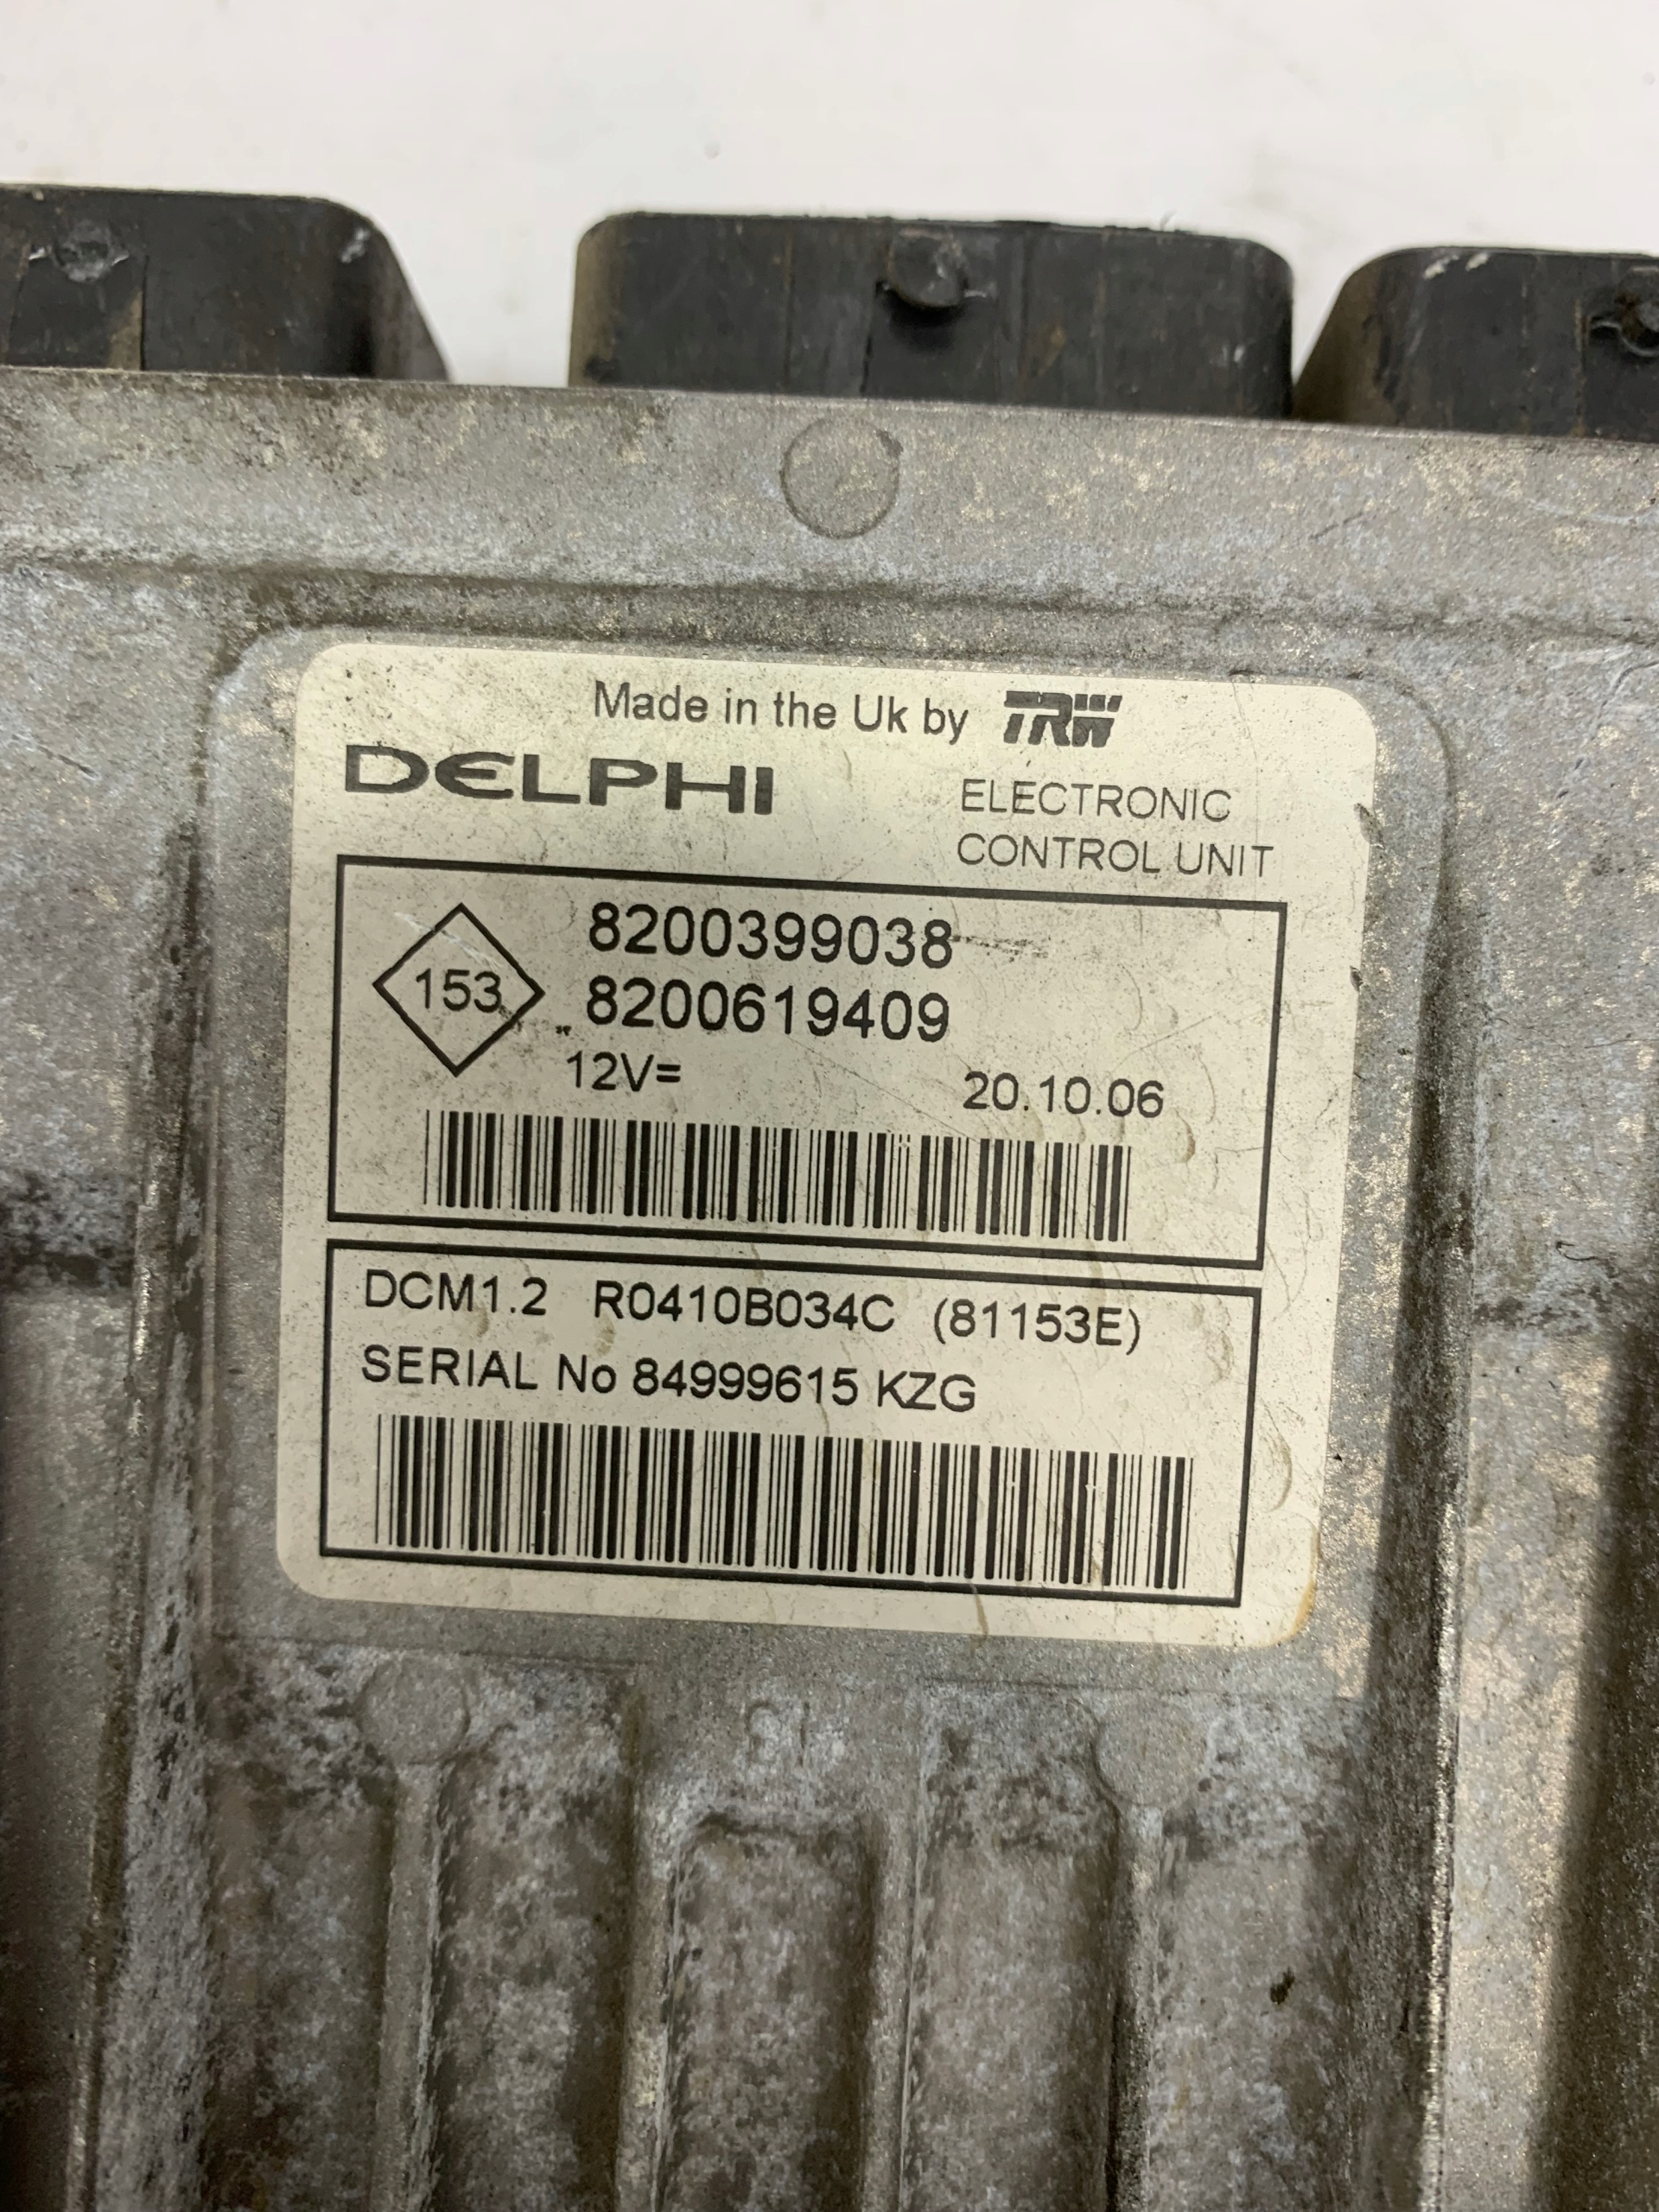 Made in the Uk by TRW
DELPHI
ELECTRONIC
CONTROL UNIT
153
8200399038
8200619409
12V= 20.10.06
DCM1.2 R0410B034C (81153E)
SERIAL No 84999615 KZG